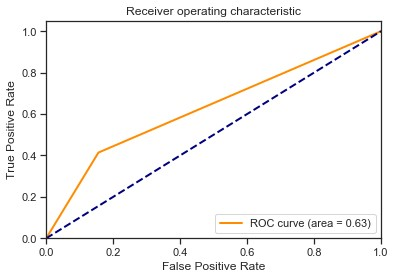 Receiver operating characteristic
1.0
0.8
0.6
0.4
0.2
0.0
True Positive Rate
ROC curve (area = 0.63)
0.0 0.2 0.4 0.6 0.8 1.0
False Positive Rate